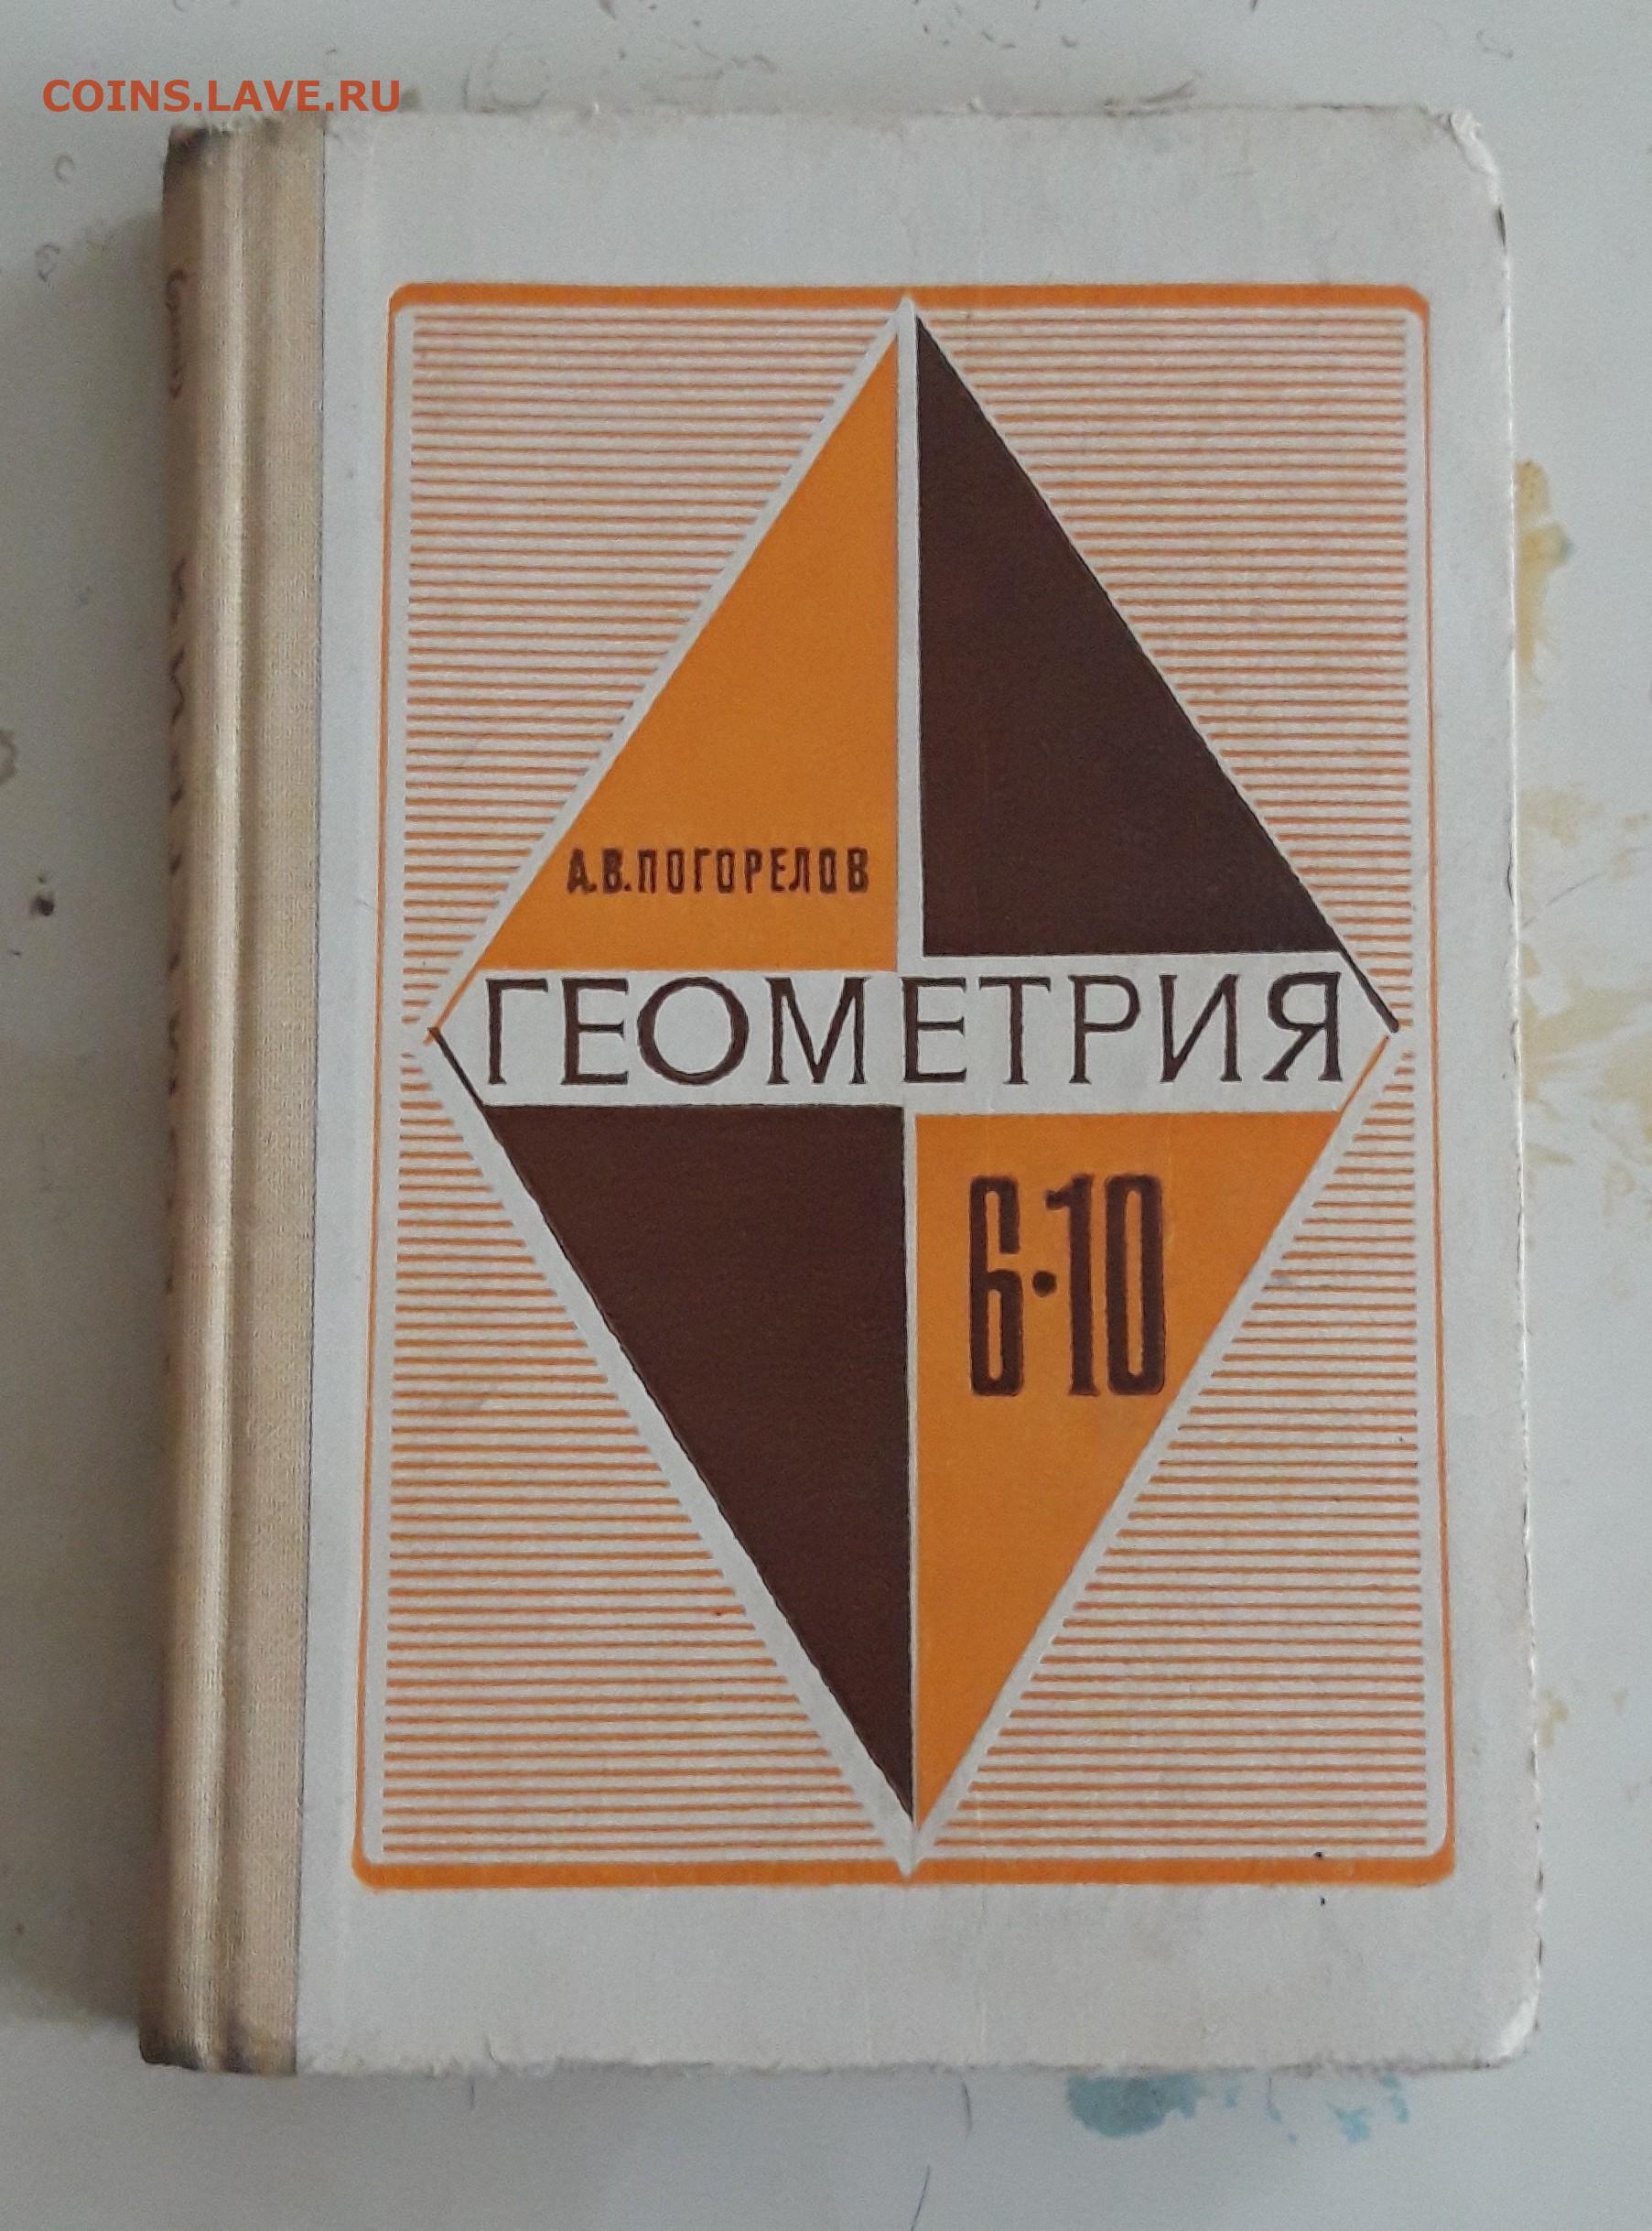 COINS.LAVE.RU
А.В.ПОГОРЕЛОВ
ГЕОМЕТРИЯ
6·10